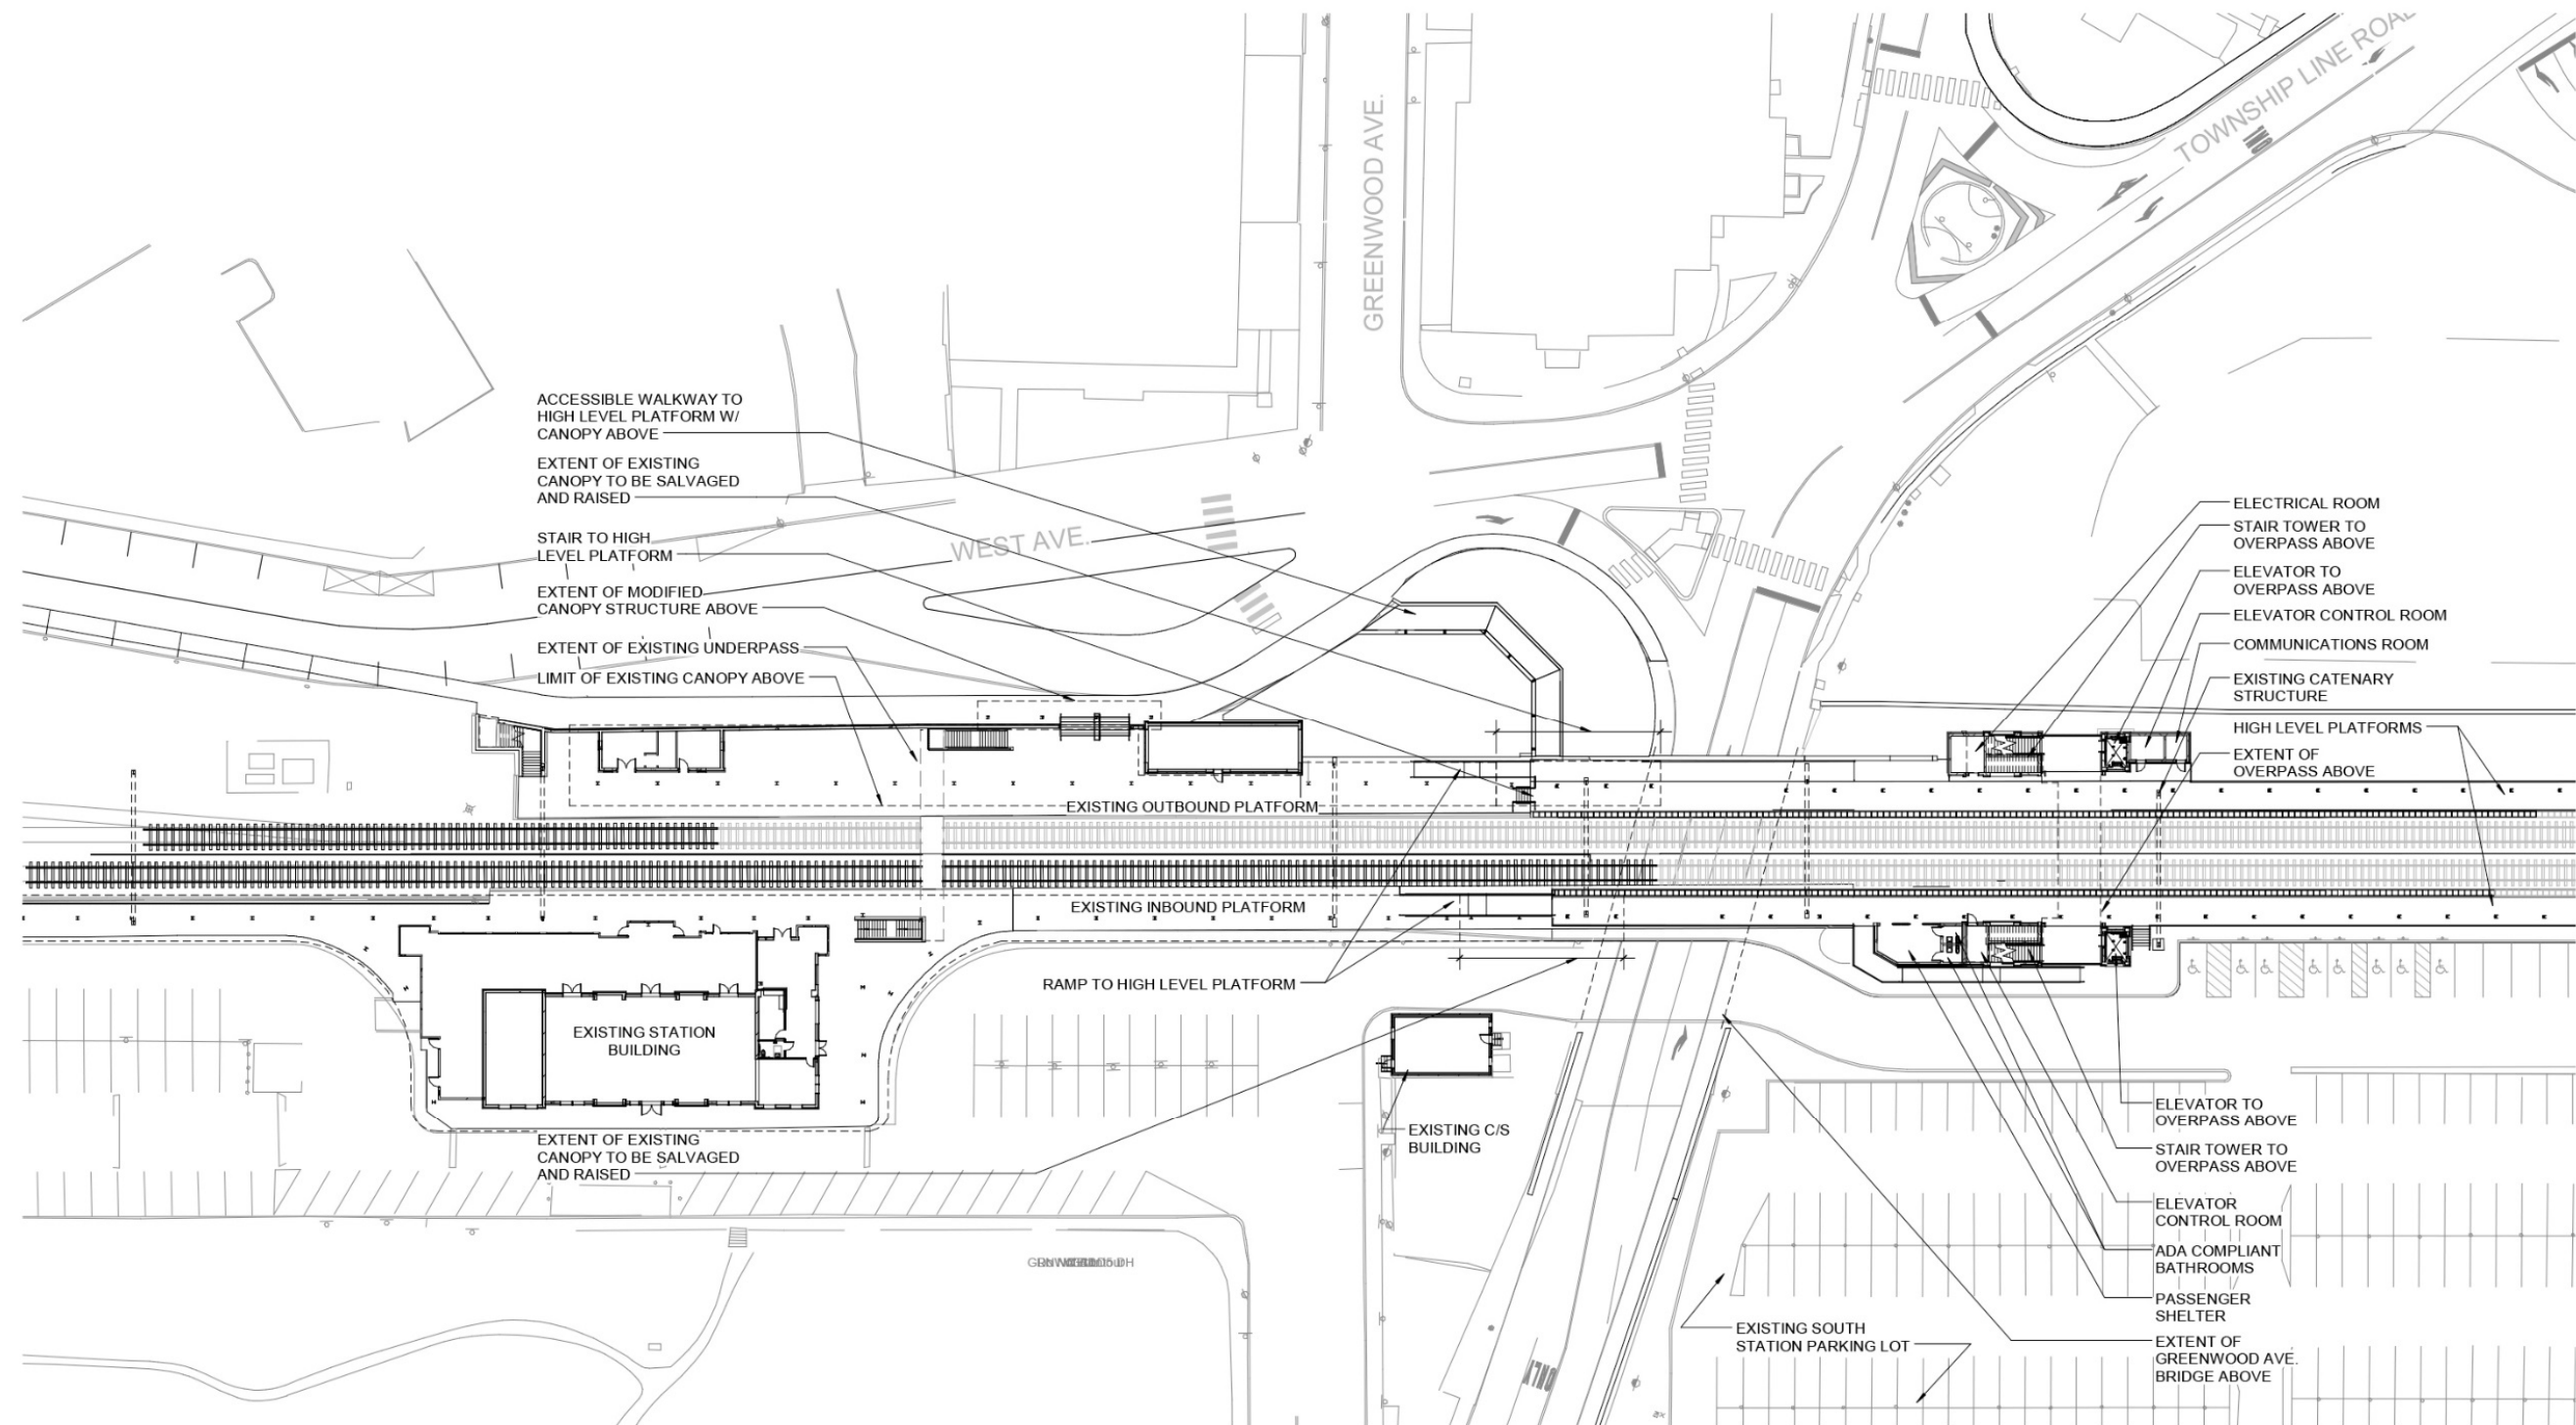 TOWNSHIP LINE ROAD
ONLY
GREENWOOD AVE.
ACCESSIBLE WALKWAY TO
HIGH LEVEL PLATFORM W/
CANOPY ABOVE
EXTENT OF EXISTING
CANOPY TO BE SALVAGED
AND RAISED
STAIR TO HIGH
LEVEL PLATFORM
EXTENT OF MODIFIED
CANOPY STRUCTURE ABOVE
EXTENT OF EXISTING UNDERPASS
LIMIT OF EXISTING CANOPY ABOVE
WEST AVE.
ELECTRICAL ROOM
STAIR TOWER TO
OVERPASS ABOVE
ELEVATOR TO
OVERPASS ABOVE
ELEVATOR CONTROL ROOM
COMMUNICATIONS ROOM
EXISTING CATENARY
STRUCTURE
HIGH LEVEL PLATFORMS
EXTENT OF
OVERPASS ABOVE
EXISTING OUTBOUND PLATFORM
EXISTING INBOUND PLATFORM
RAMP TO HIGH LEVEL PLATFORM
EXISTING STATION
BUILDING
EXTENT OF EXISTING
CANOPY TO BE SALVAGED
AND RAISED
EXISTING C/S
BUILDING
ELEVATOR TO
OVERPASS ABOVE
STAIR TOWER TO
OVERPASS ABOVE
ELEVATOR
CONTROL ROOM
ADA COMPLIANT
BATHROOMS
PASSENGER
SHELTER
EXTENT OF
GREENWOOD AVE.
BRIDGE ABOVE
EXISTING SOUTH
STATION PARKING LOT
ONLY